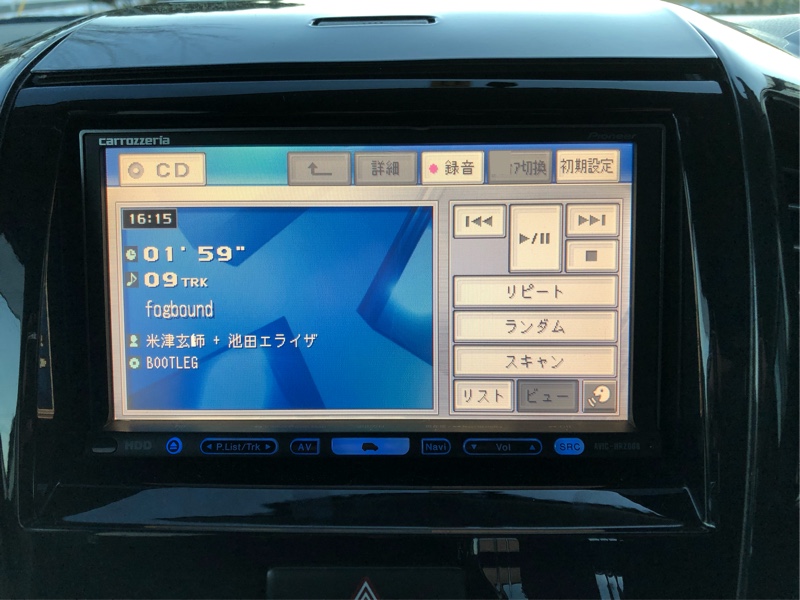 carrozzeria
Pioneer
CD
詳細
録音
ｿｱ切換
初期設定
16:15
01' 59"
09 TRK
fogbound
米津玄師 + 池田エライザ
BOOTLEG
▶/II
リピート
ランダム
スキャン
リスト
ビュー
HDD
P.List/Trk
AV
Navi
Vol
SRC